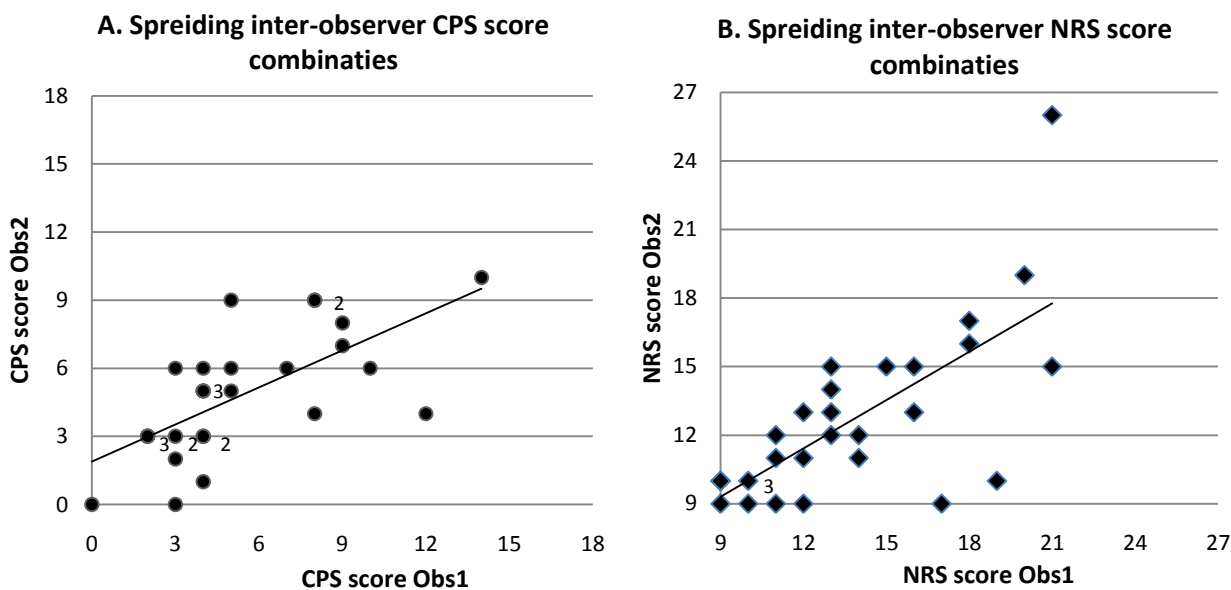 A. Spreiding inter-observer CPS score
combinaties
18
15
12
9
6
3
0
CPS score Obs2
2
3
3 2 2
0 3 6 9 12 15 18
CPS score Obs1
B. Spreiding inter-observer NRS score
combinaties
27
24
21
18
15
12
9
NRS score Obs2
3
9 12 15 18 21 24 27
NRS score Obs1